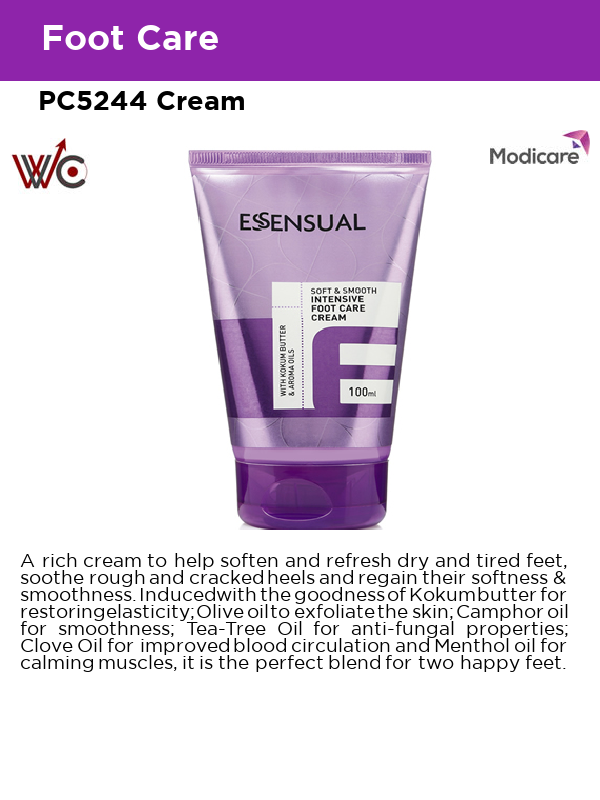 Foot Care
PC5244 Cream
WC
Modicare
ESSENSUAL
SOFT & SMOOTH
INTENSIVE
FOOT CARE
CREAM
WITH KOKUM BUTTER
& AROMA OILS
100ml
A rich cream to help soften and refresh dry and tired feet,
soothe rough and cracked heels and regain their softness &
smoothness. Inducedwith the goodness of Kokumbutter for
restoringelasticity; Olive oil to exfoliate the skin; Camphor oil
for smoothness; Tea-Tree Oil for anti-fungal properties;
Clove Oil for improved blood circulation and Menthol oil for
calming muscles, it is the perfect blend for two happy feet.